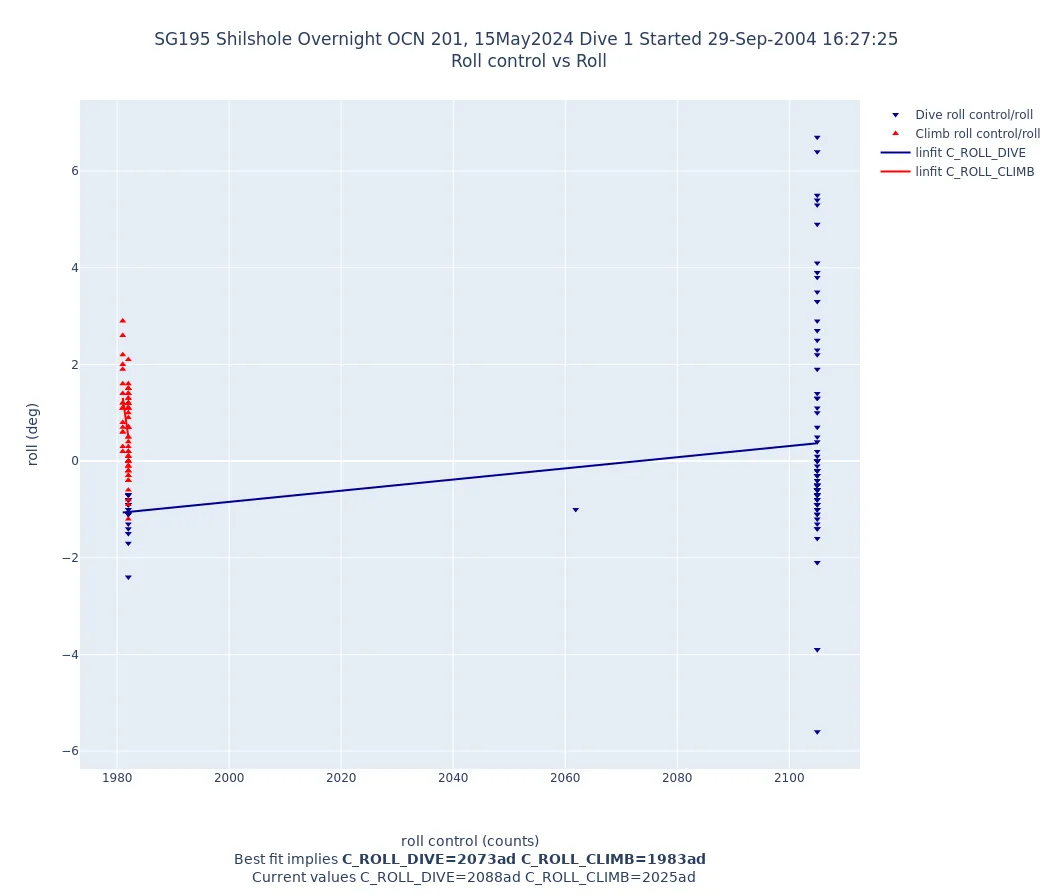 SG195 Shilshole Overnight OCN 201, 15May2024 Dive 1 Started 29-Sep-2004 16:27:25
Roll control vs Roll
Dive roll control/roll
Climb roll control/roll
linfit C_ROLL_DIVE
linfit C_ROLL_CLIMB
roll (deg)
6
4
2
0
−2
−4
−6
1980 2000 2020 2040 2060 2080 2100
roll control (counts)
Best fit implies C_ROLL_DIVE=2073ad C_ROLL_CLIMB=1983ad
Current values C_ROLL_DIVE=2088ad C_ROLL_CLIMB=2025ad